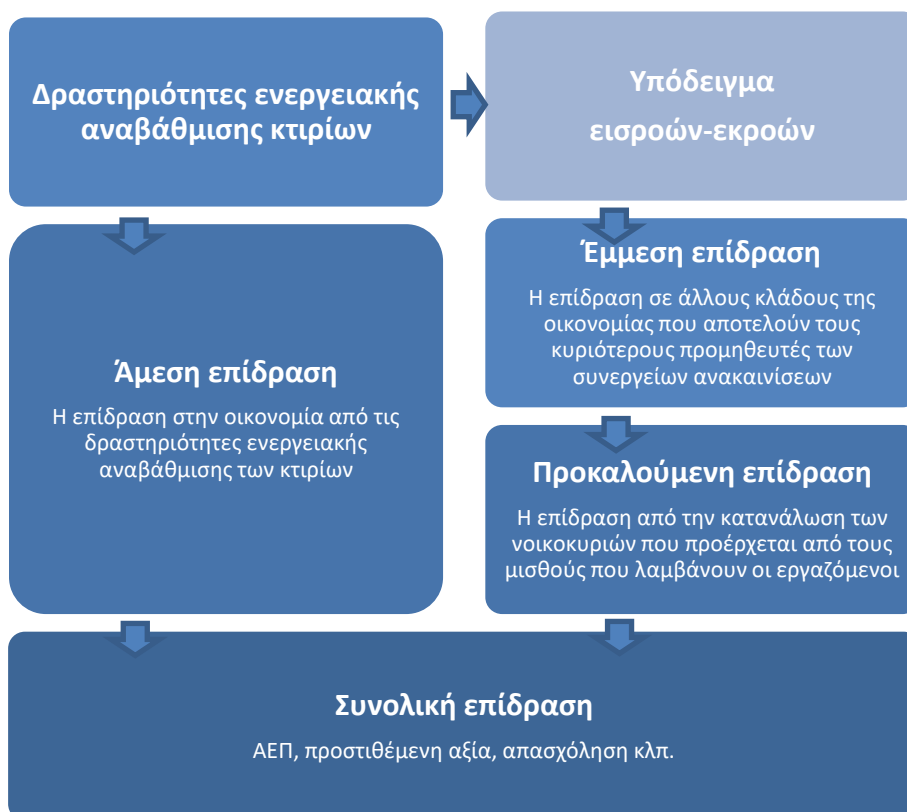 Δραστηριότητες ενεργειακής
αναβάθμισης κτιρίων
Υπόδειγμα
εισροών-εκροών
Άμεση επίδραση
Η επίδραση στην οικονομία από τις
δραστηριότητες ενεργειακής
αναβάθμισης των κτιρίων
Έμμεση επίδραση
Η επίδραση σε άλλους κλάδους της
οικονομίας που αποτελούν τους
κυριότερους προμηθευτές των
συνεργείων ανακαινίσεων
Προκαλούμενη επίδραση
Η επίδραση από την κατανάλωση των
νοικοκυριών που προέρχεται από τους
μισθούς που λαμβάνουν οι εργαζόμενοι
Συνολική επίδραση
ΑΕΠ, προστιθέμενη αξία, απασχόληση κλπ.